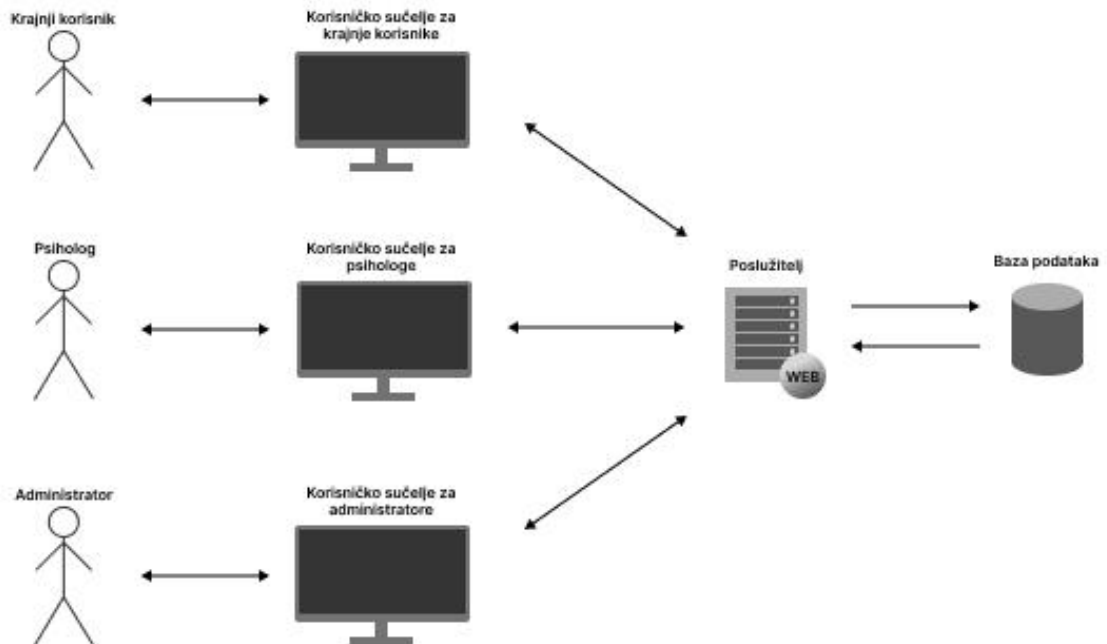 Krajnji korisnik
Korisničko sučelje za
krajnje korisnike
Psiholog
Korisničko sučelje za
psihologe
Poslužitelj
WEB
Baza podataka
Administrator
Korisničko sučelje za
administratore